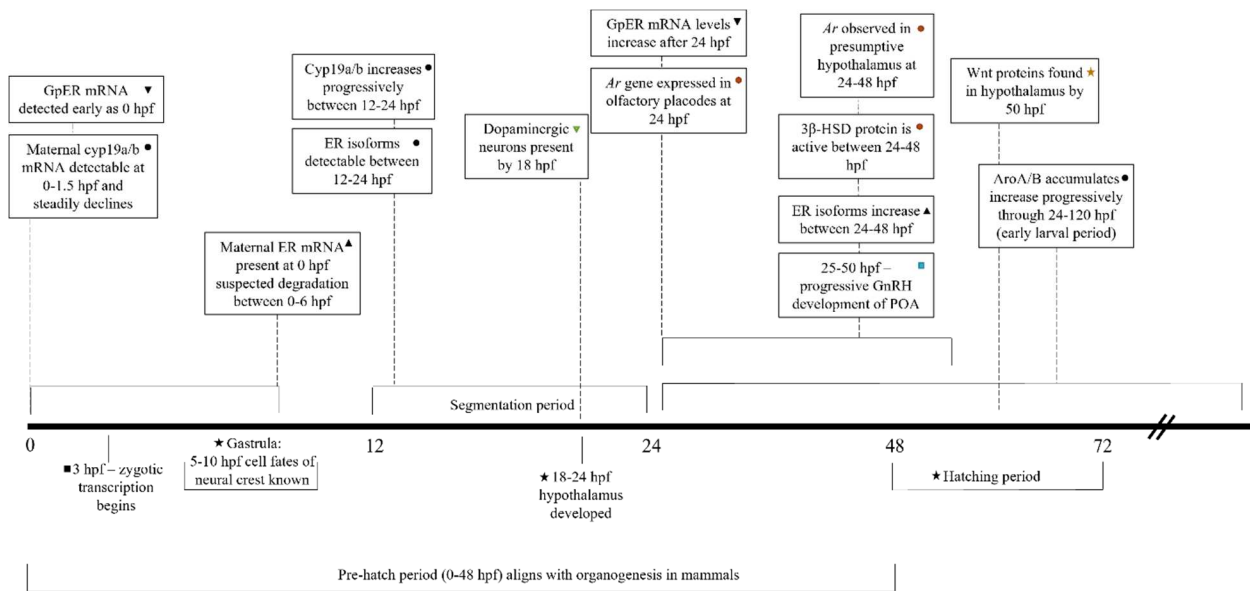 GpER mRNA
detected early as 0 hpf
Maternal cyp19a/b
mRNA detectable at
0-1.5 hpf and
steadily declines
Maternal ER mRNA
present at 0 hpf
suspected degradation
between 0-6 hpf
Cyp19a/b increases
progressively
between 12-24 hpf
ER isoforms
detectable between
12-24 hpf
Dopaminergic
neurons present
by 18 hpf
GpER mRNA levels
increase after 24 hpf
Ar gene expressed in
olfactory placodes at
24 hpf
Ar observed in
presumptive
hypothalamus at
24-48 hpf
3β-HSD protein is
active between 24-48
hpf
ER isoforms increase
between 24-48 hpf
25-50 hpf –
progressive GnRH
development of POA
Wnt proteins found
in hypothalamus by
50 hpf
AroA/B accumulates
increase progressively
through 24-120 hpf
(early larval period)
Segmentation period
0
12
24
48
72
3 hpf – zygotic
transcription
begins
Gastrula:
5-10 hpf cell fates of
neural crest known
18-24 hpf
hypothalamus
developed
Hatching period
Pre-hatch period (0-48 hpf) aligns with organogenesis in mammals